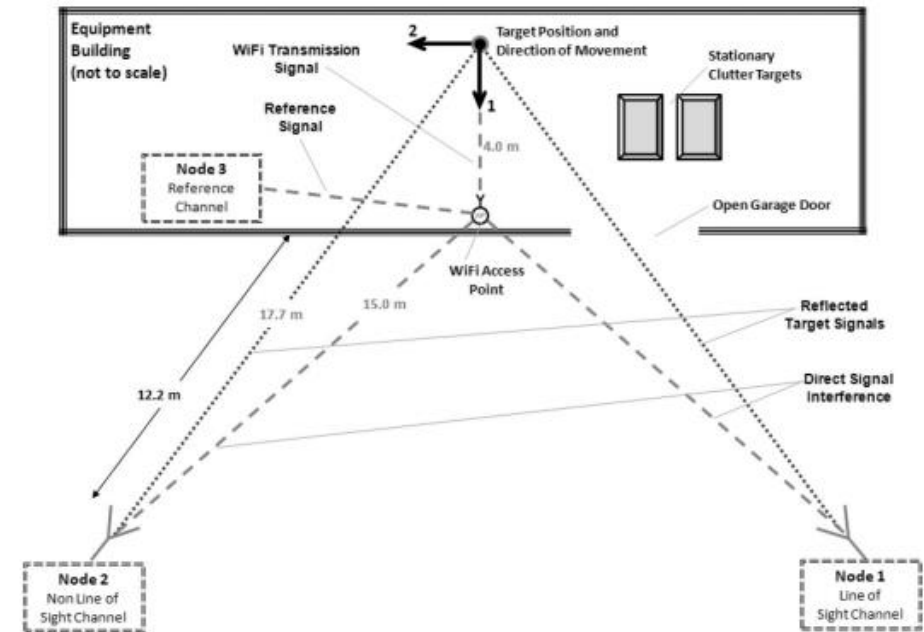 Equipment
Building
(not to scale)
2
Target Position and
Direction of Movement
WiFi Transmission
Signal
Stationary
Clutter Targets
1
Reference
Signal
4.0 m
Node 3
Reference
Channel
Open Garage Door
WiFi Access
Point
17.7 m
15.0 m
Reflected
Target Signals
12.2 m
Direct Signal
Interference
Node 2
Non Line of
Sight Channel
Node 1
Line of
Sight Channel